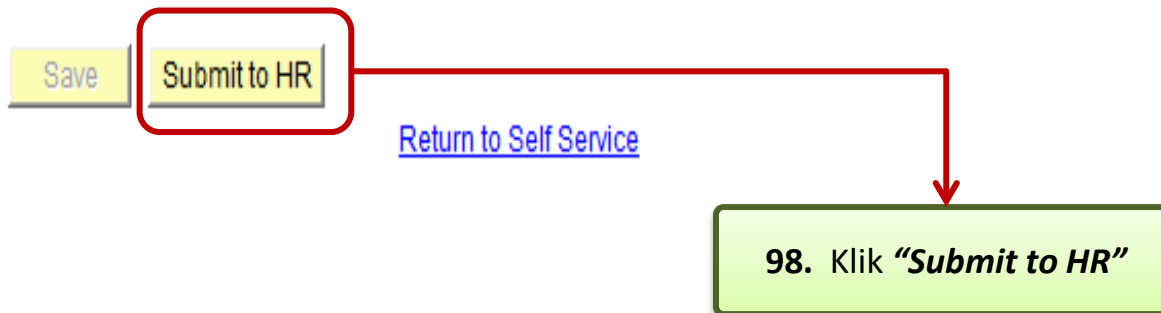 Save Submit to HR
Return to Self Service
98. Klik “Submit to HR”